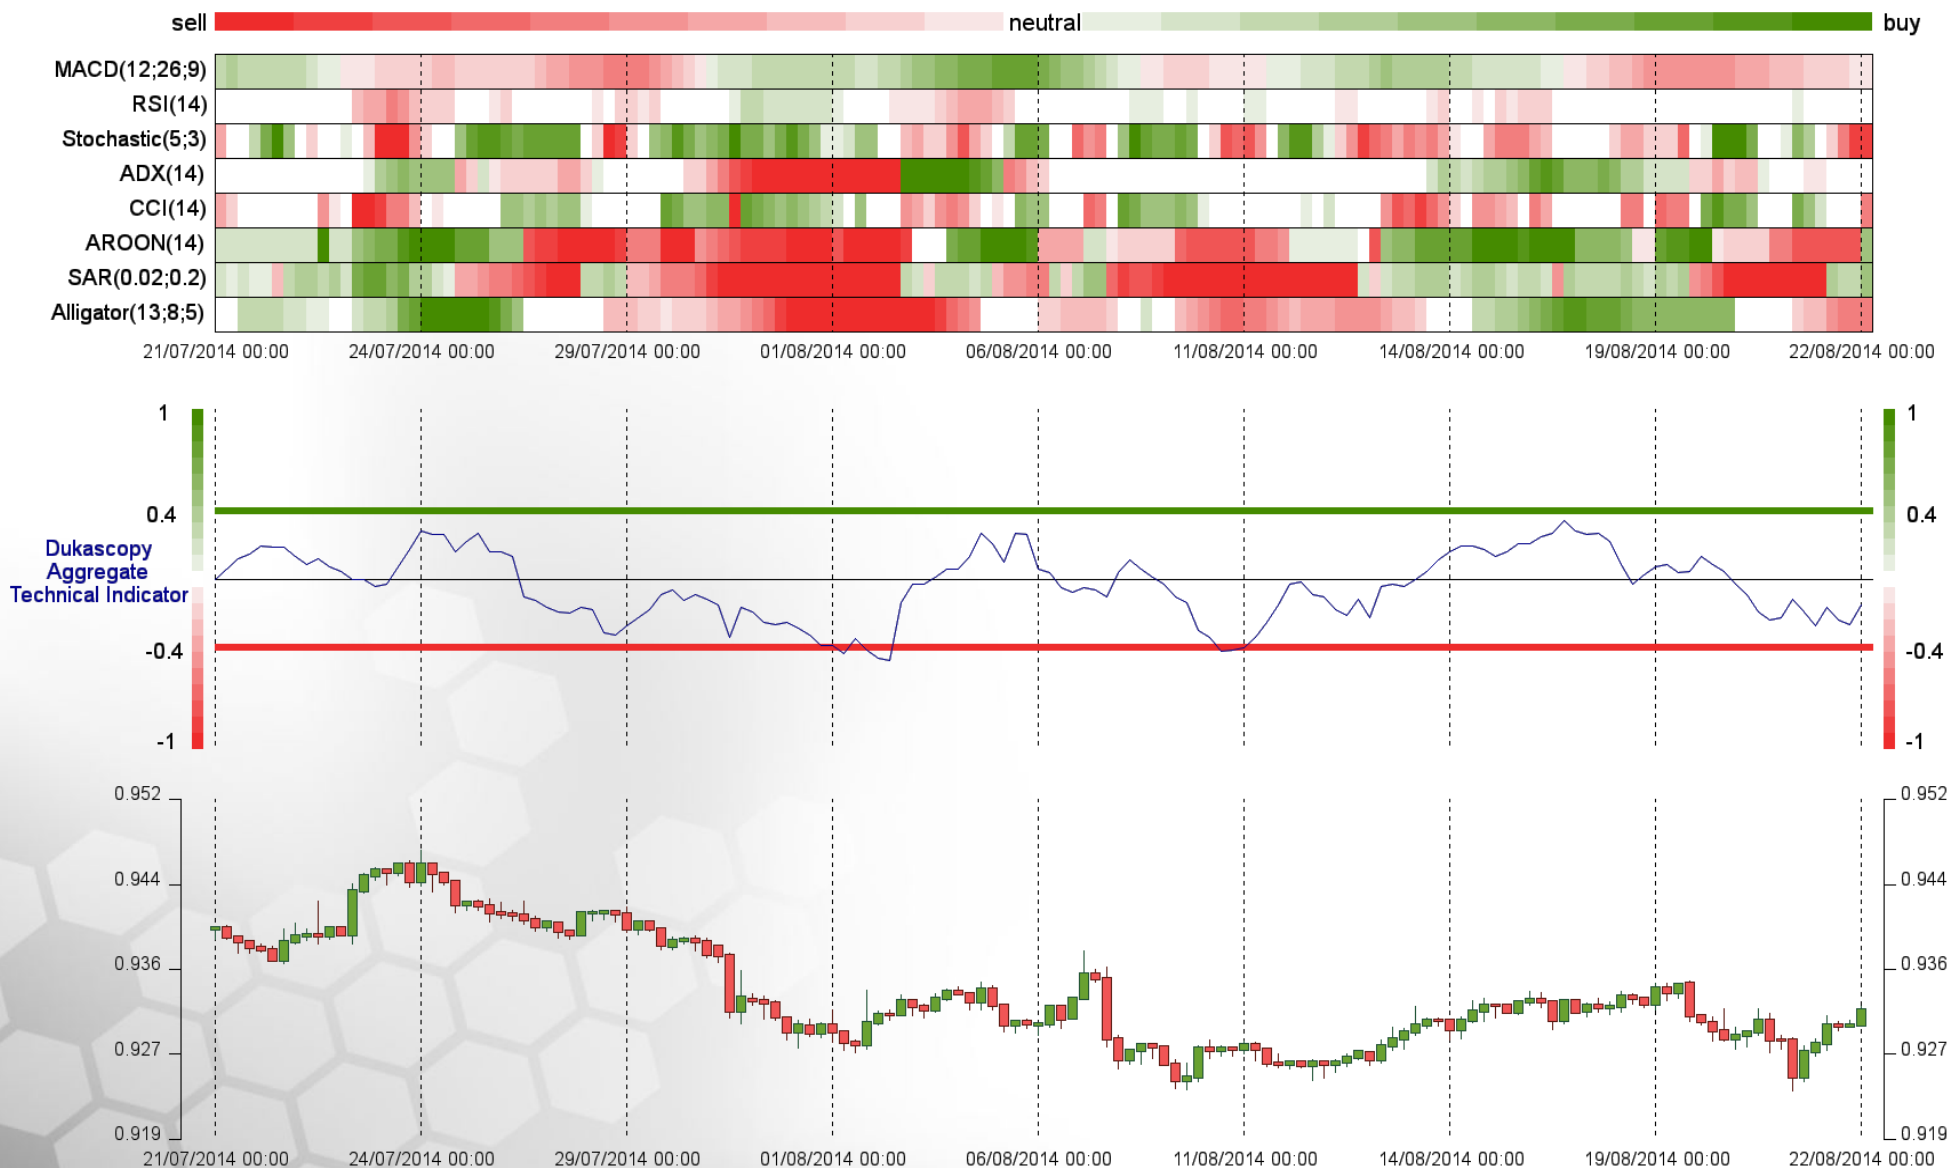 sell neutral buy
MACD(12;26;9)
RSI(14)
Stochastic(5;3)
ADX(14)
CCI(14)
AROON(14)
SAR(0.02;0.2)
Alligator(13;8;5)
21/07/2014 00:00 24/07/2014 00:00 29/07/2014 00:00 01/08/2014 00:00 06/08/2014 00:00 11/08/2014 00:00 14/08/2014 00:00 19/08/2014 00:00 22/08/2014 00:00
1 1
0.4 0.4
Dukascopy
Aggregate
Technical Indicator
-0.4 -0.4
-1 -1
0.952 0.952
0.944 0.944
0.936 0.936
0.927 0.927
0.919 0.919
21/07/2014 00:00 24/07/2014 00:00 29/07/2014 00:00 01/08/2014 00:00 06/08/2014 00:00 11/08/2014 00:00 14/08/2014 00:00 19/08/2014 00:00 22/08/2014 00:00